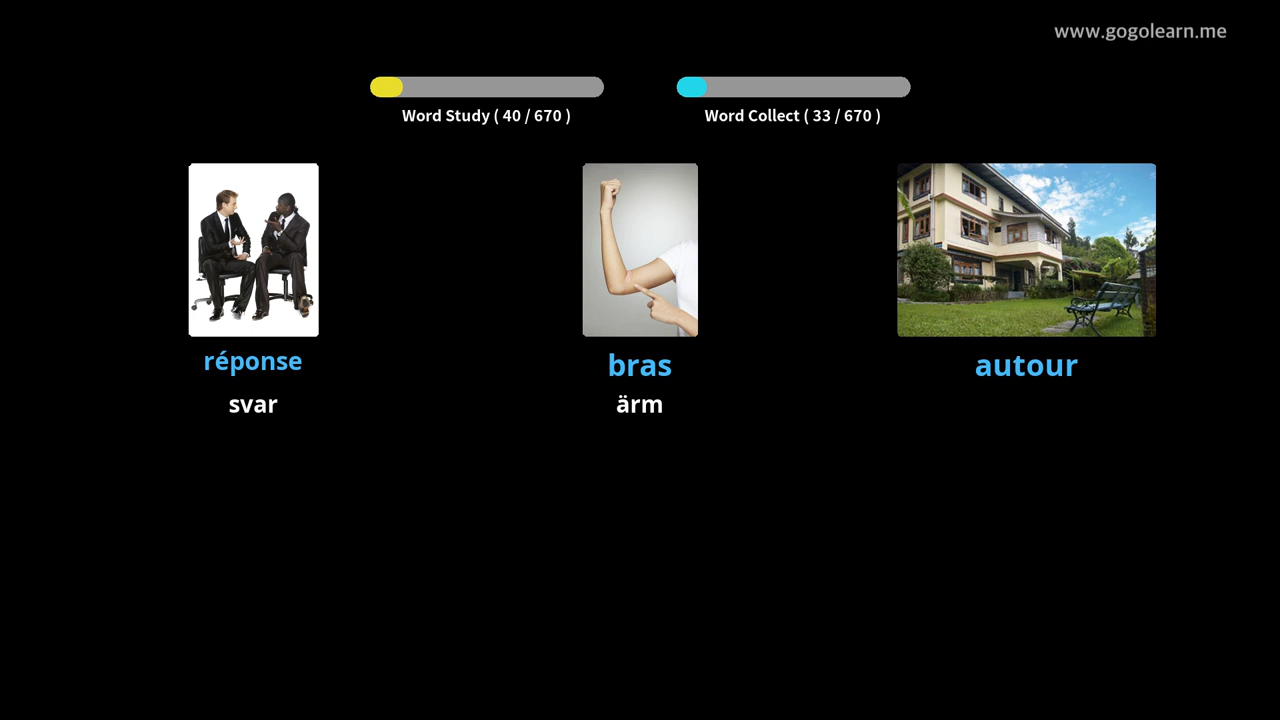 www.gogolearn.me
Word Study ( 40 / 670 )
Word Collect ( 33 / 670 )
réponse
bras
autour
svar
ärm